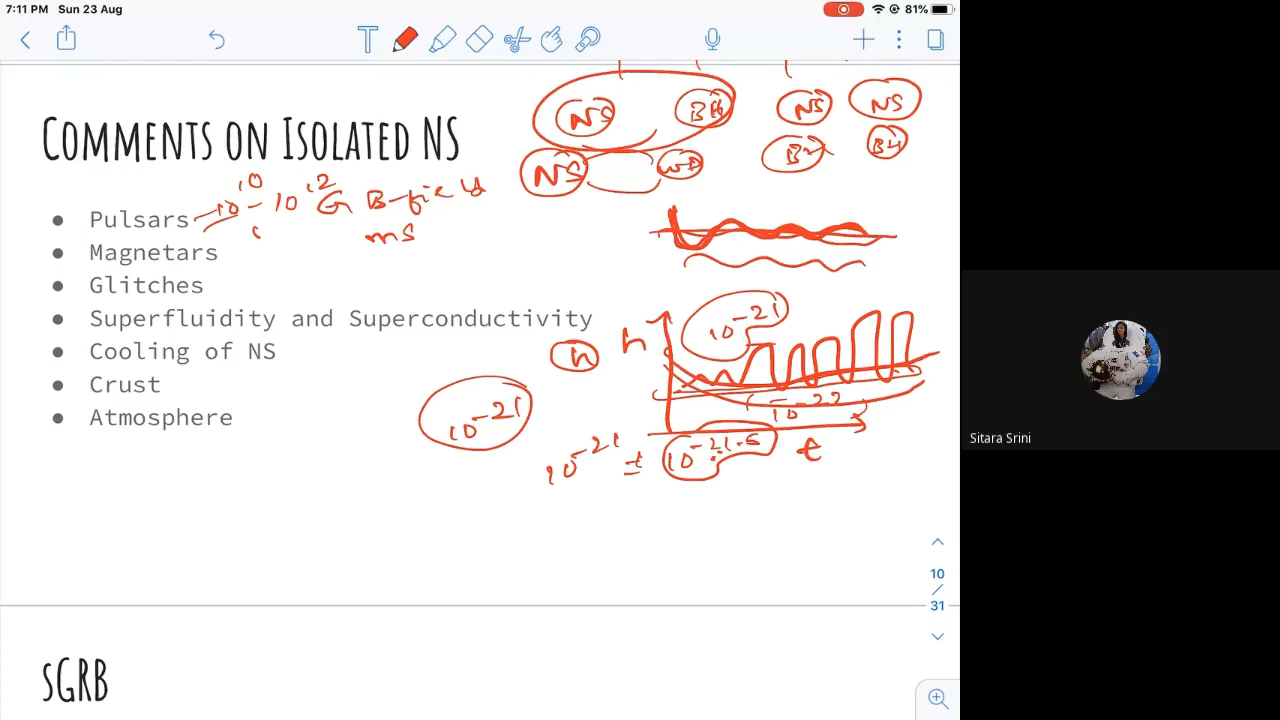 7:11 PM Sun 23 Aug
81%
COMMENTS ON ISOLATED NS
NS BH NS NS
NS WD BH BH
10^10 - 10^12 G B-field
ms
● Pulsars
● Magnetars
● Glitches
● Superfluidity and Superconductivity
● Cooling of NS
● Crust
● Atmosphere
10^-21
h h
10^-21
10^-22
10^-21 ± 10^-21.5 t
Sitara Srini
10
/
31
sGRB